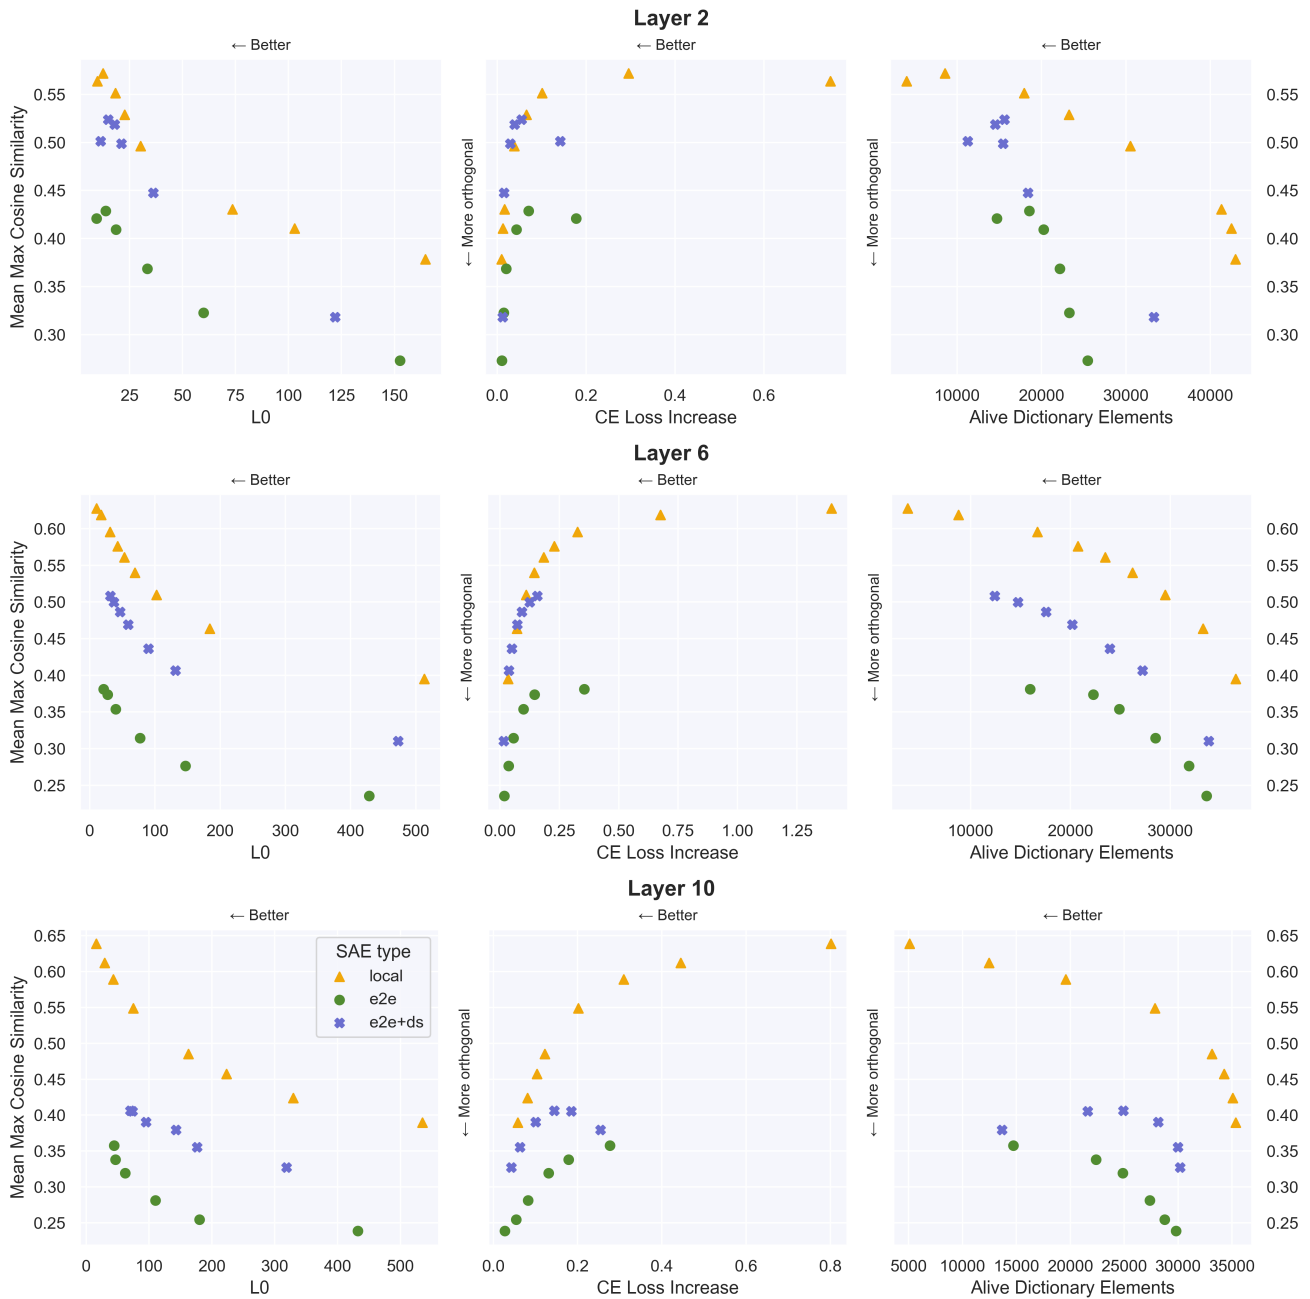 Layer 2
← Better ← Better ← Better
Mean Max Cosine Similarity
0.55
0.50
0.45
0.40
0.35
0.30
← More orthogonal
← More orthogonal
0.55
0.50
0.45
0.40
0.35
0.30
25 50 75 100 125 150
0.0 0.2 0.4 0.6
10000 20000 30000 40000
L0 CE Loss Increase Alive Dictionary Elements
Layer 6
← Better ← Better ← Better
Mean Max Cosine Similarity
0.60
0.55
0.50
0.45
0.40
0.35
0.30
0.25
← More orthogonal
← More orthogonal
0.60
0.55
0.50
0.45
0.40
0.35
0.30
0.25
0 100 200 300 400 500
0.00 0.25 0.50 0.75 1.00 1.25
10000 20000 30000
L0 CE Loss Increase Alive Dictionary Elements
Layer 10
← Better ← Better ← Better
Mean Max Cosine Similarity
0.65
0.60
0.55
0.50
0.45
0.40
0.35
0.30
0.25
SAE type
local
e2e
e2e+ds
← More orthogonal
← More orthogonal
0.65
0.60
0.55
0.50
0.45
0.40
0.35
0.30
0.25
0 100 200 300 400 500
0.0 0.2 0.4 0.6 0.8
5000 10000 15000 20000 25000 30000 35000
L0 CE Loss Increase Alive Dictionary Elements